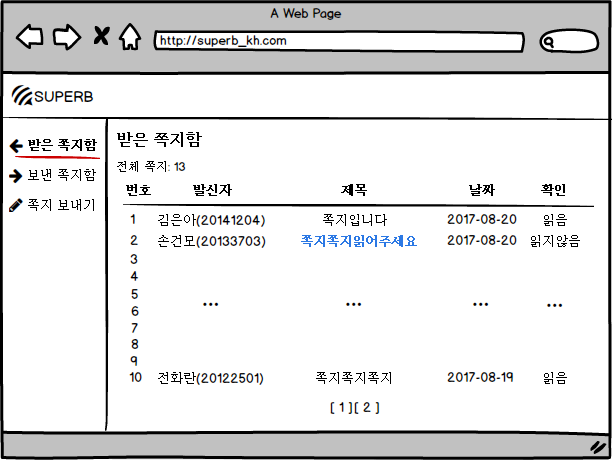 A Web Page
http://superb_kh.com
SUPERB
받은 쪽지함
보낸 쪽지함
쪽지 보내기
받은 쪽지함
전체 쪽지: 13
번호 발신자 제목 날짜 확인
1 김은아(20141204) 쪽지입니다 2017-08-20 읽음
2 손건모(20133703) 쪽지쪽지읽어주세요 2017-08-20 읽지않음
3
4
5
... ... ... ...
6
7
8
9
10 전화란(20122501) 쪽지쪽지쪽지 2017-08-19 읽음
[ 1 ][ 2 ]